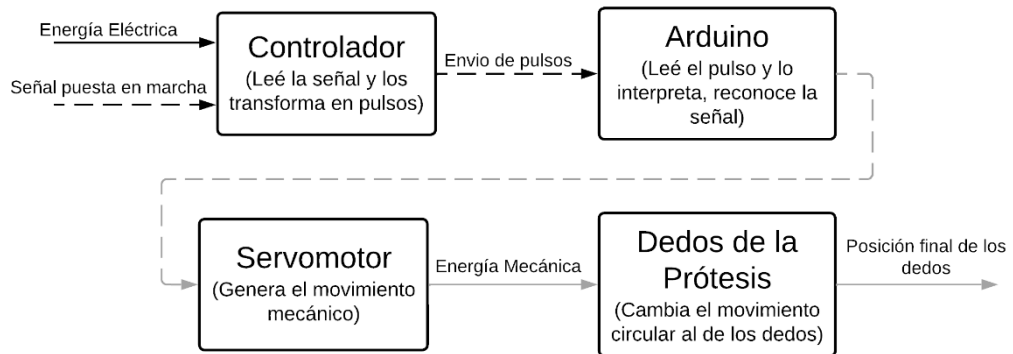 Energía Eléctrica
Señal puesta en marcha
Controlador
(Leé la señal y los
transforma en pulsos)
Envio de pulsos
Arduino
(Leé el pulso y lo
interpreta, reconoce la
señal)
Servomotor
(Genera el movimiento
mecánico)
Energía Mecánica
Dedos de la
Prótesis
(Cambia el movimiento
circular al de los dedos)
Posición final de los
dedos